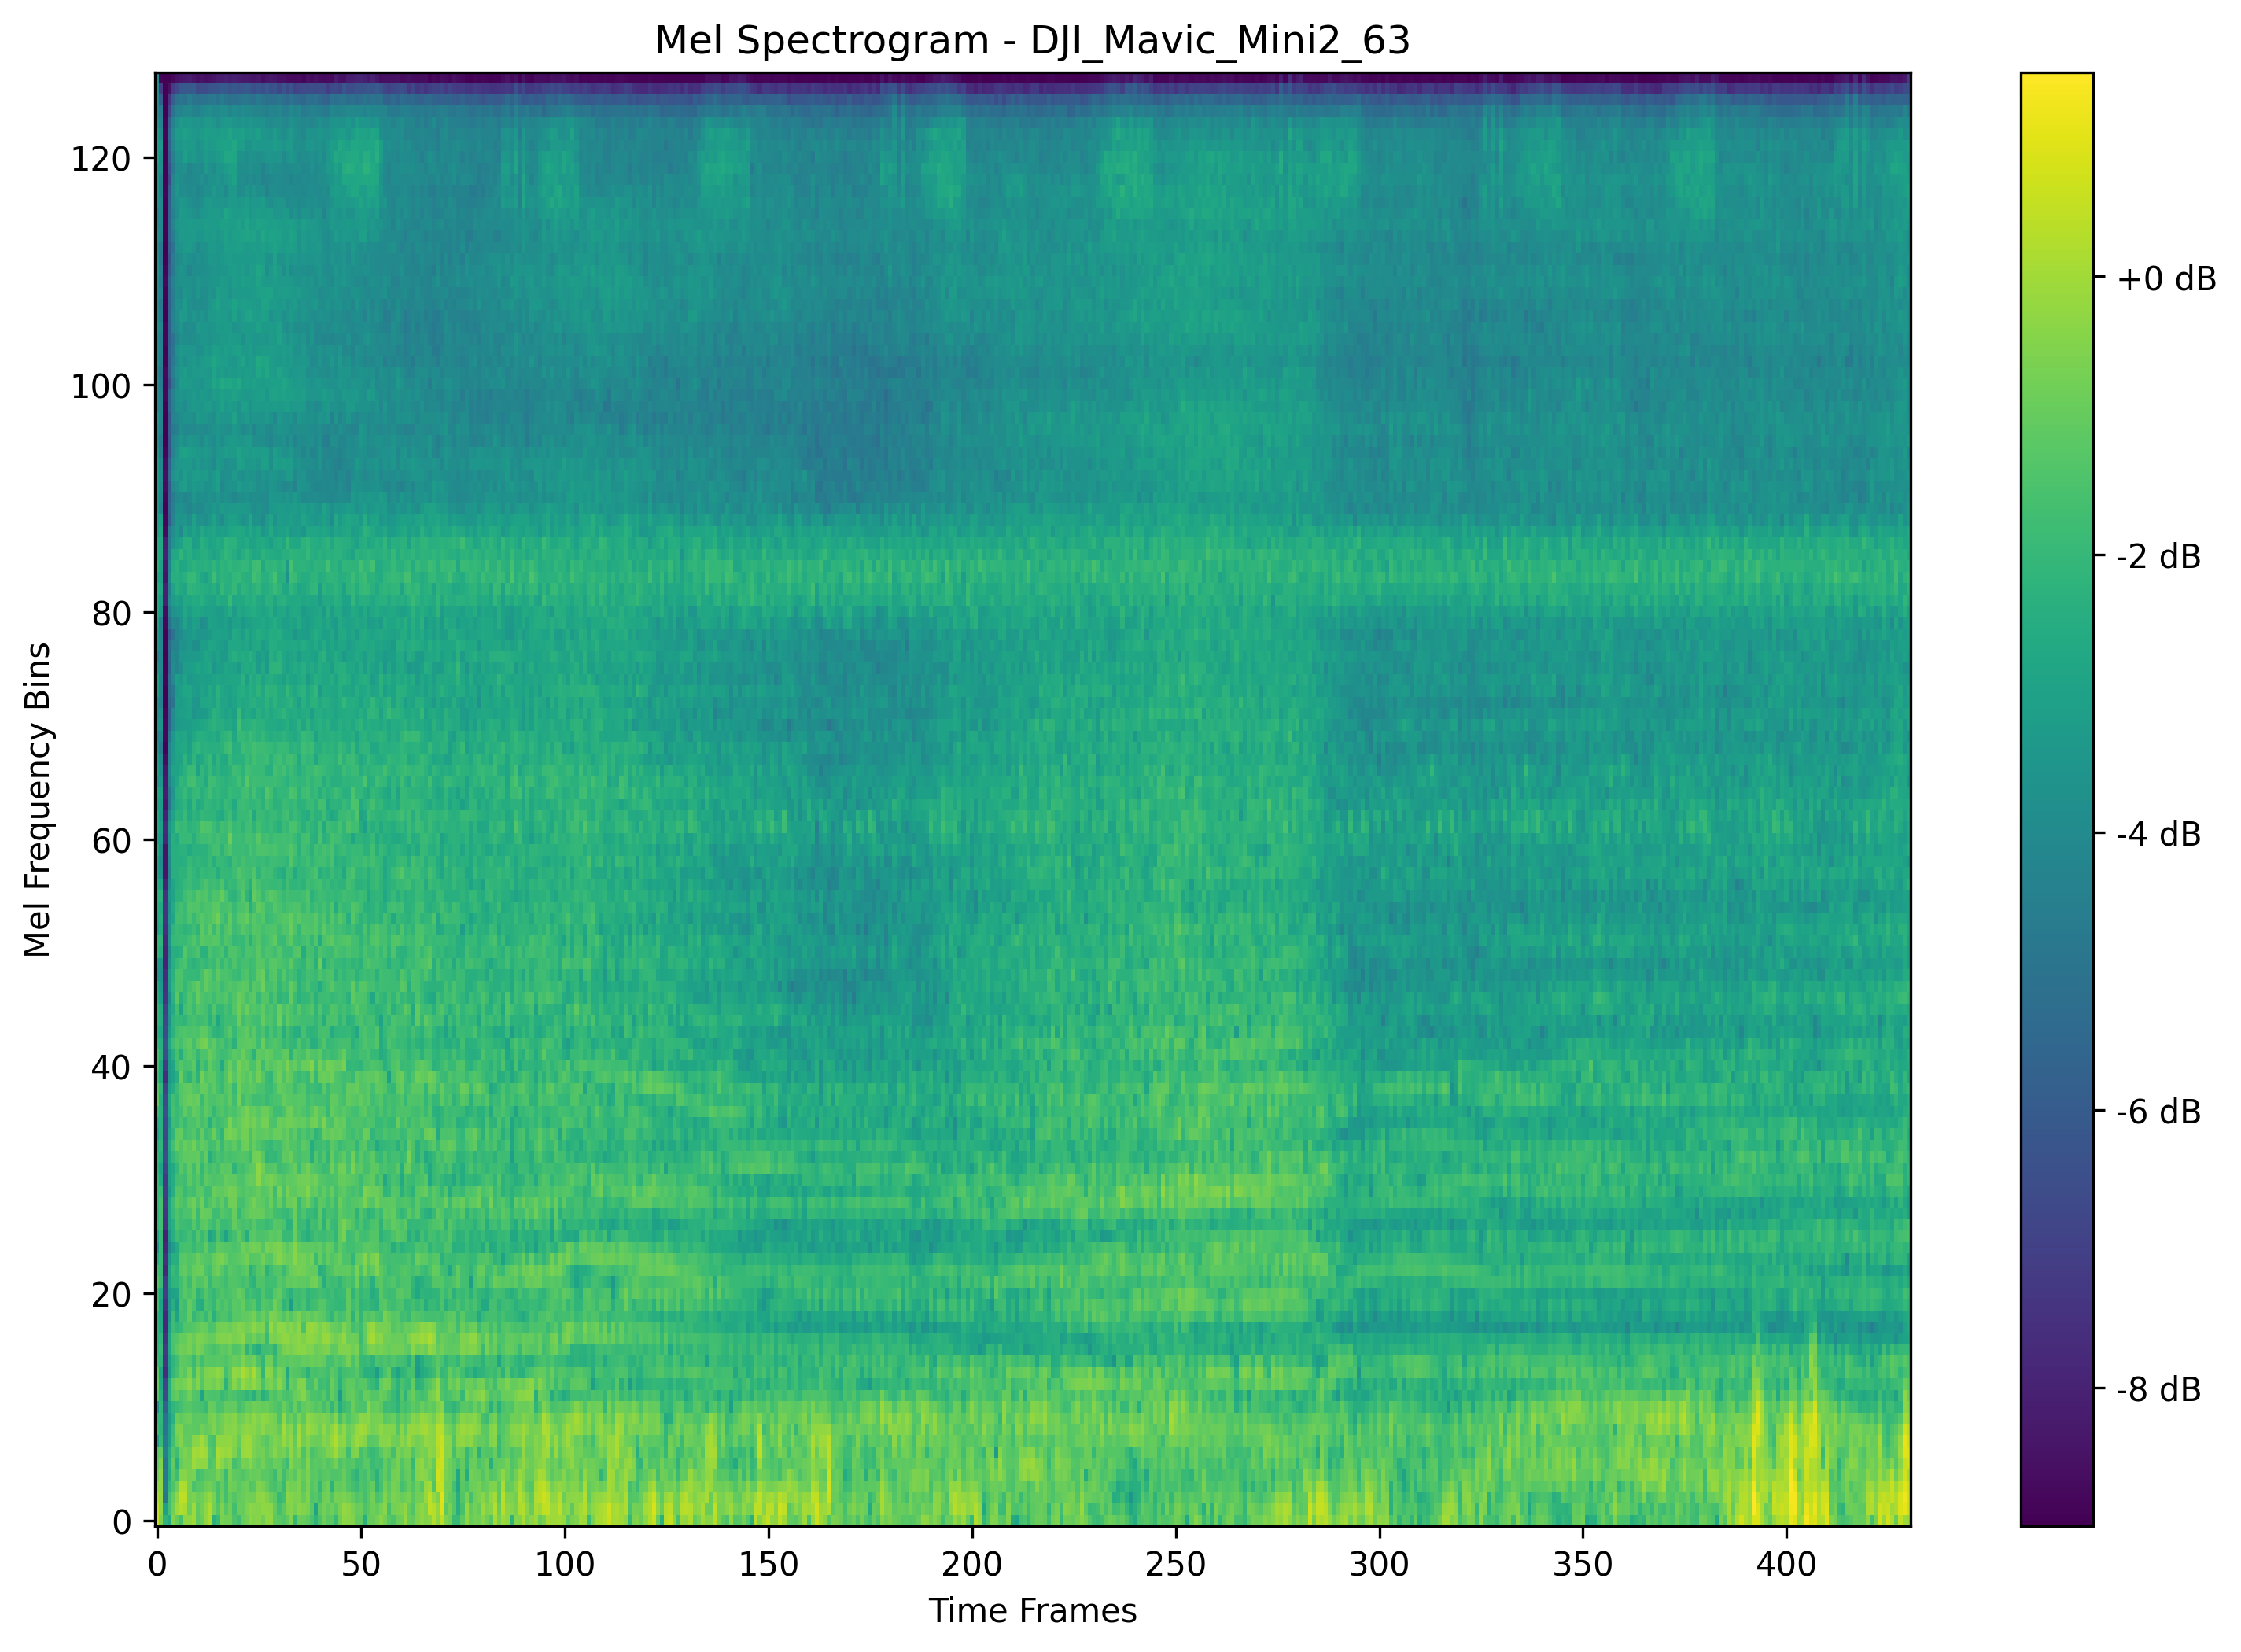 Mel Spectrogram - DJI_Mavic_Mini2_63
Mel Frequency Bins
120
100
80
60
40
20
0
0 50 100 150 200 250 300 350 400
Time Frames
+0 dB
-2 dB
-4 dB
-6 dB
-8 dB